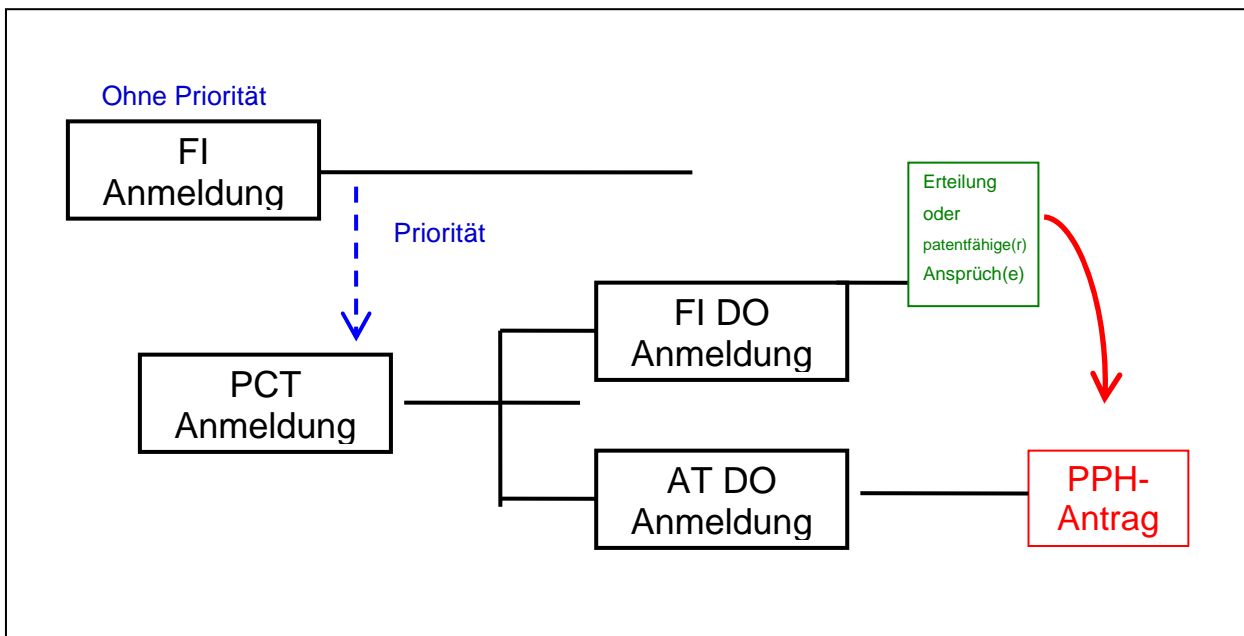 Ohne Priorität
FI
Anmeldung
Priorität
Erteilung
oder
patentfähige(r)
Ansprüch(e)
FI DO
Anmeldung
PCT
Anmeldung
AT DO
Anmeldung
PPH-
Antrag